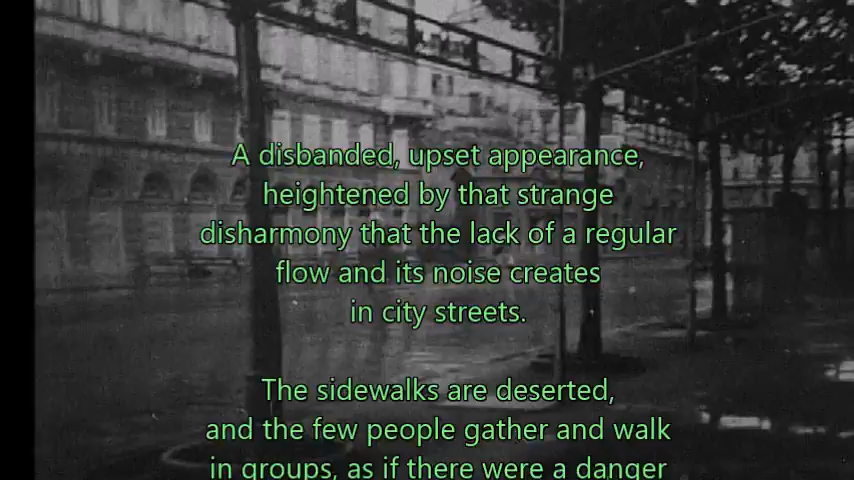 A disbanded, upset appearance,
heightened by that strange
disharmony that the lack of a regular
flow and its noise creates
in city streets.
The sidewalks are deserted,
and the few people gather and walk
in groups, as if there were a danger